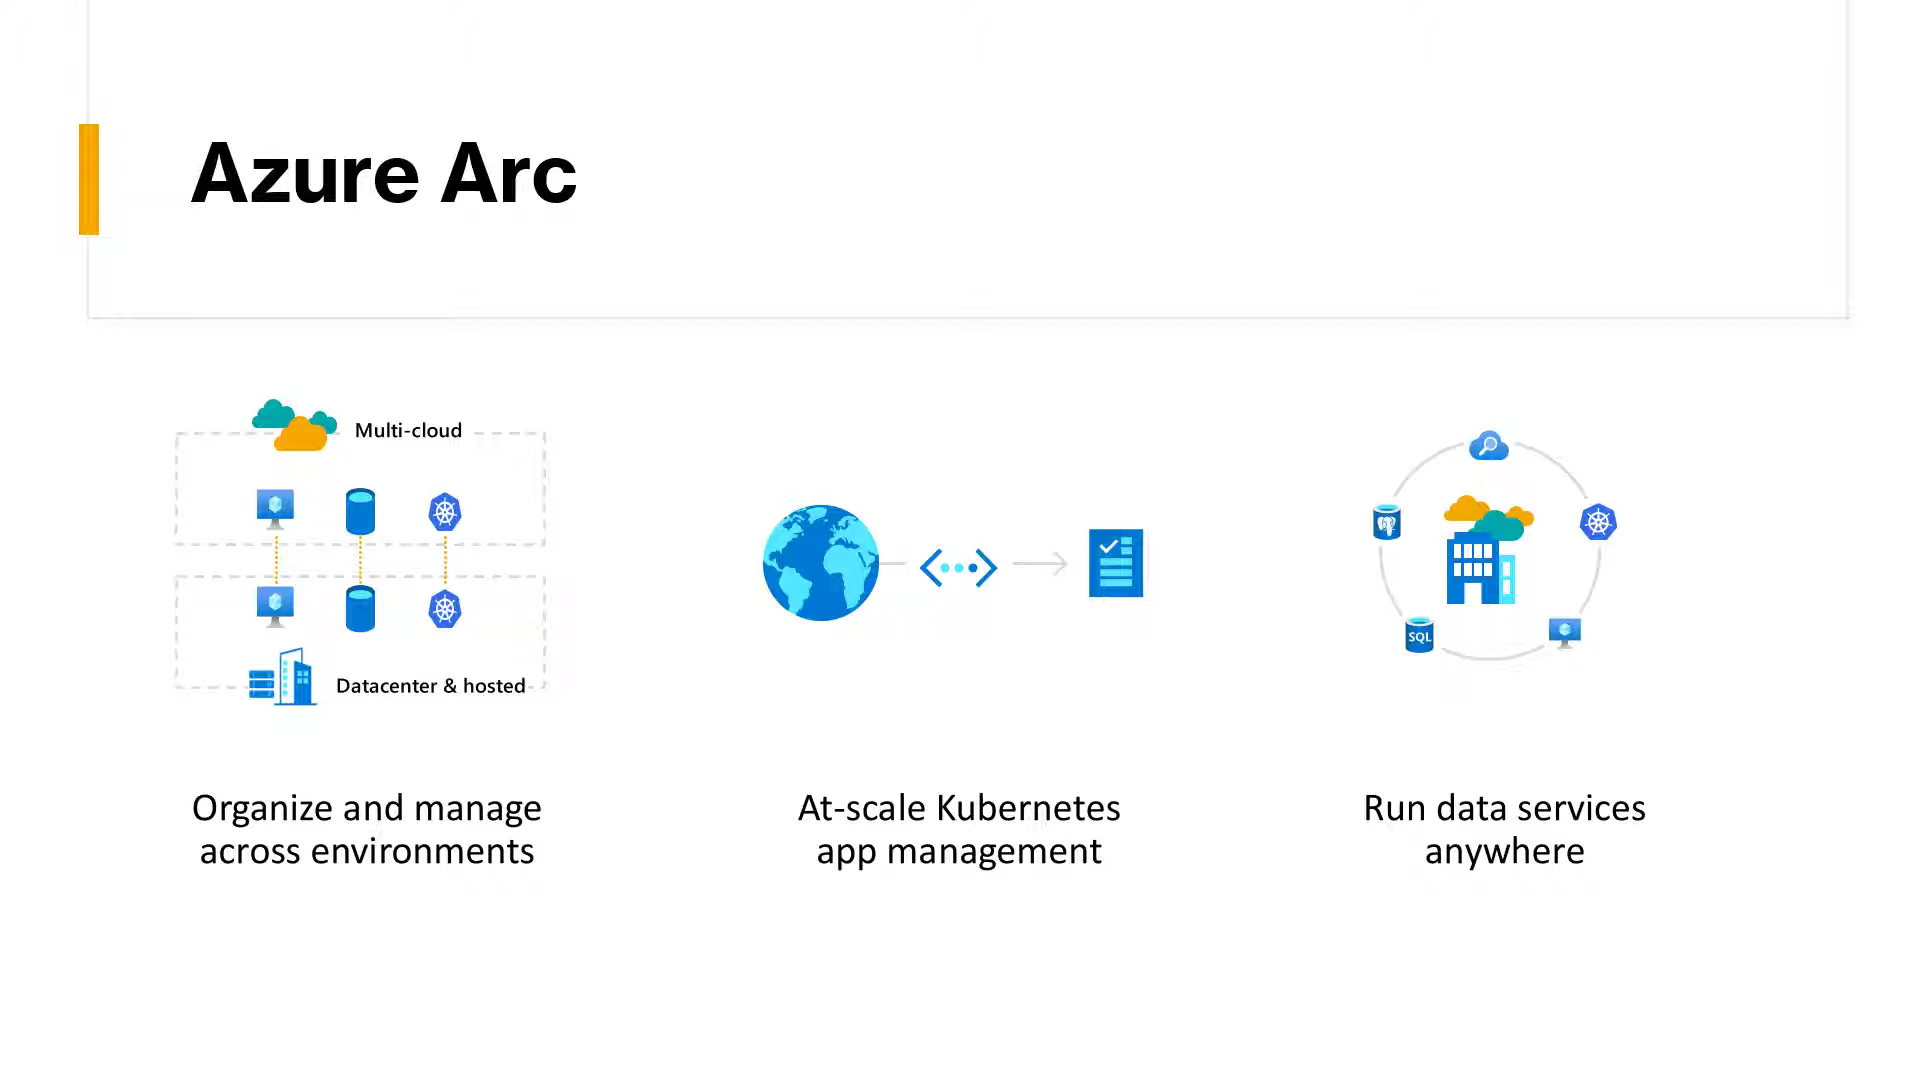 Azure Arc
Multi-cloud
Datacenter & hosted
SQL
Organize and manage
across environments
At-scale Kubernetes
app management
Run data services
anywhere